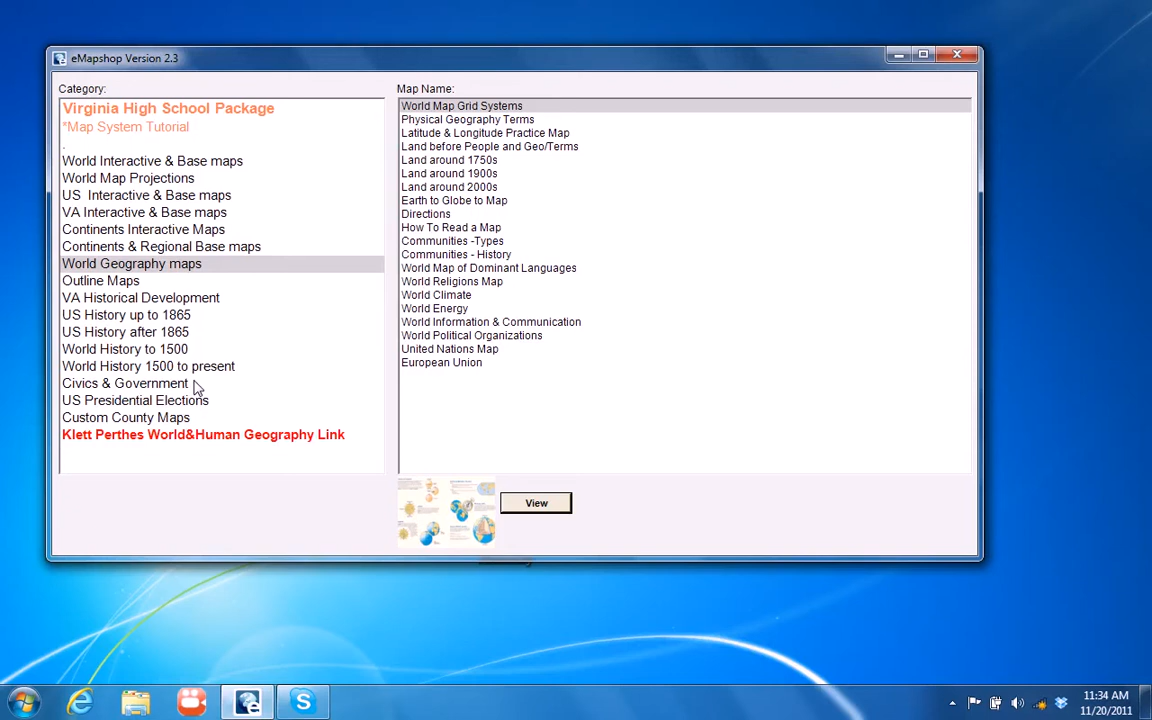 eMapshop Version 2.3
Category:
Virginia High School Package
*Map System Tutorial
.
World Interactive & Base maps
World Map Projections
US  Interactive & Base maps
VA Interactive & Base maps
Continents Interactive Maps
Continents & Regional Base maps
World Geography maps
Outline Maps
VA Historical Development
US History up to 1865
US History after 1865
World History to 1500
World History 1500 to present
Civics & Government
US Presidential Elections
Custom County Maps
Klett Perthes World&Human Geography Link
Map Name:
World Map Grid Systems
Physical Geography Terms
Latitude & Longitude Practice Map
Land before People and Geo/Terms
Land around 1750s
Land around 1900s
Land around 2000s
Earth to Globe to Map
Directions
How To Read a Map
Communities -Types
Communities - History
World Map of Dominant Languages
World Religions Map
World Climate
World Energy
World Information & Communication
World Political Organizations
United Nations Map
European Union
View
11:34 AM
11/20/2011